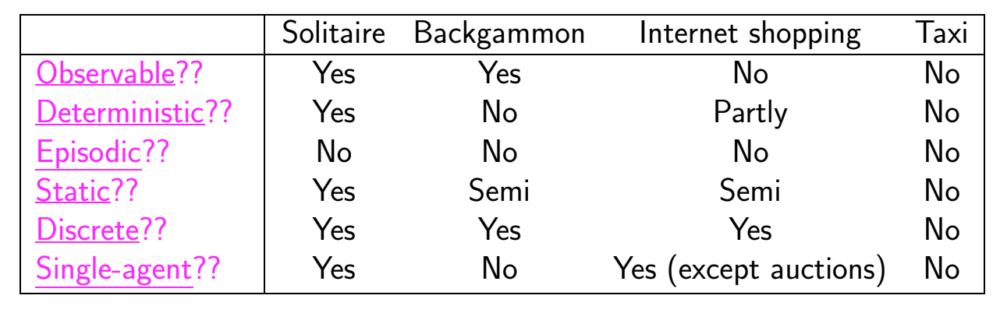 Solitaire Backgammon Internet shopping Taxi
Observable?? Yes Yes No No
Deterministic?? Yes No Partly No
Episodic?? No No No No
Static?? Yes Semi Semi No
Discrete?? Yes Yes Yes No
Single-agent?? Yes No Yes (except auctions) No